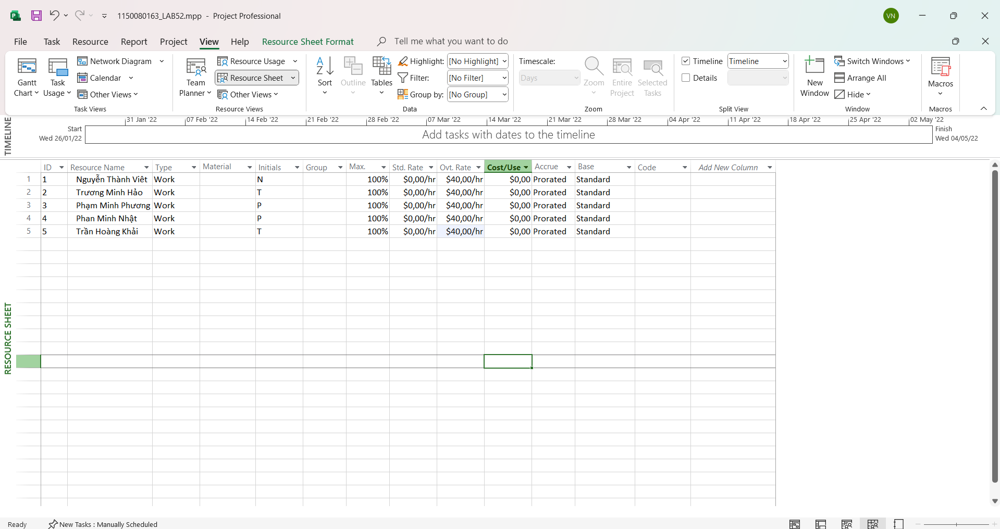 1150080163_LAB52.mpp - Project Professional
VN
File Task Resource Report Project View Help Resource Sheet Format Tell me what you want to do
Gantt Chart
Task Usage
Network Diagram
Calendar
Other Views
Task Views
Team Planner
Resource Usage
Resource Sheet
Other Views
Resource Views
Sort
Outline
Tables
Highlight: [No Highlight]
Filter: [No Filter]
Group by: [No Group]
Data
Timescale:
Days
Zoom
Entire Project
Selected Tasks
Zoom
Timeline Timeline
Details
Split View
New Window
Switch Windows
Arrange All
Hide
Window
Macros
Macros
TIMELINE
31 Jan '22 07 Feb '22 14 Feb '22 21 Feb '22 28 Feb '22 07 Mar '22 14 Mar '22 21 Mar '22 28 Mar '22 04 Apr '22 11 Apr '22 18 Apr '22 25 Apr '22 02 May '22
Start
Wed 26/01/22
Add tasks with dates to the timeline
Finish
Wed 04/05/22
RESOURCE SHEET
ID Resource Name Type Material Initials Group Max. Std. Rate Ovt. Rate Cost/Use Accrue Base Code Add New Column
1 1 Nguyễn Thành Viêt Work N 100% $0,00/hr $40,00/hr $0,00 Prorated Standard
2 2 Trương Minh Hảo Work T 100% $0,00/hr $40,00/hr $0,00 Prorated Standard
3 3 Phạm Minh Phương Work P 100% $0,00/hr $40,00/hr $0,00 Prorated Standard
4 4 Phan Minh Nhật Work P 100% $0,00/hr $40,00/hr $0,00 Prorated Standard
5 5 Trần Hoàng Khải Work T 100% $0,00/hr $40,00/hr $0,00 Prorated Standard
Ready New Tasks : Manually Scheduled